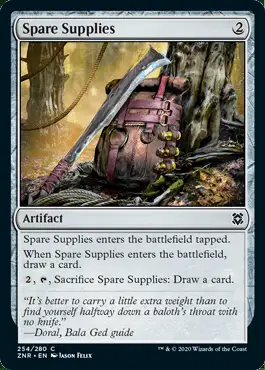 Spare Supplies 2
Artifact
Spare Supplies enters the battlefield tapped.
When Spare Supplies enters the battlefield,
draw a card.
2, T, Sacrifice Spare Supplies: Draw a card.
"It's better to carry a little extra weight than to
find yourself halfway down a baloth's throat with
no knife."
—Doral, Bala Ged guide
254/280 C
ZNR • EN Jason Felix
™ & © 2020 Wizards of the Coast